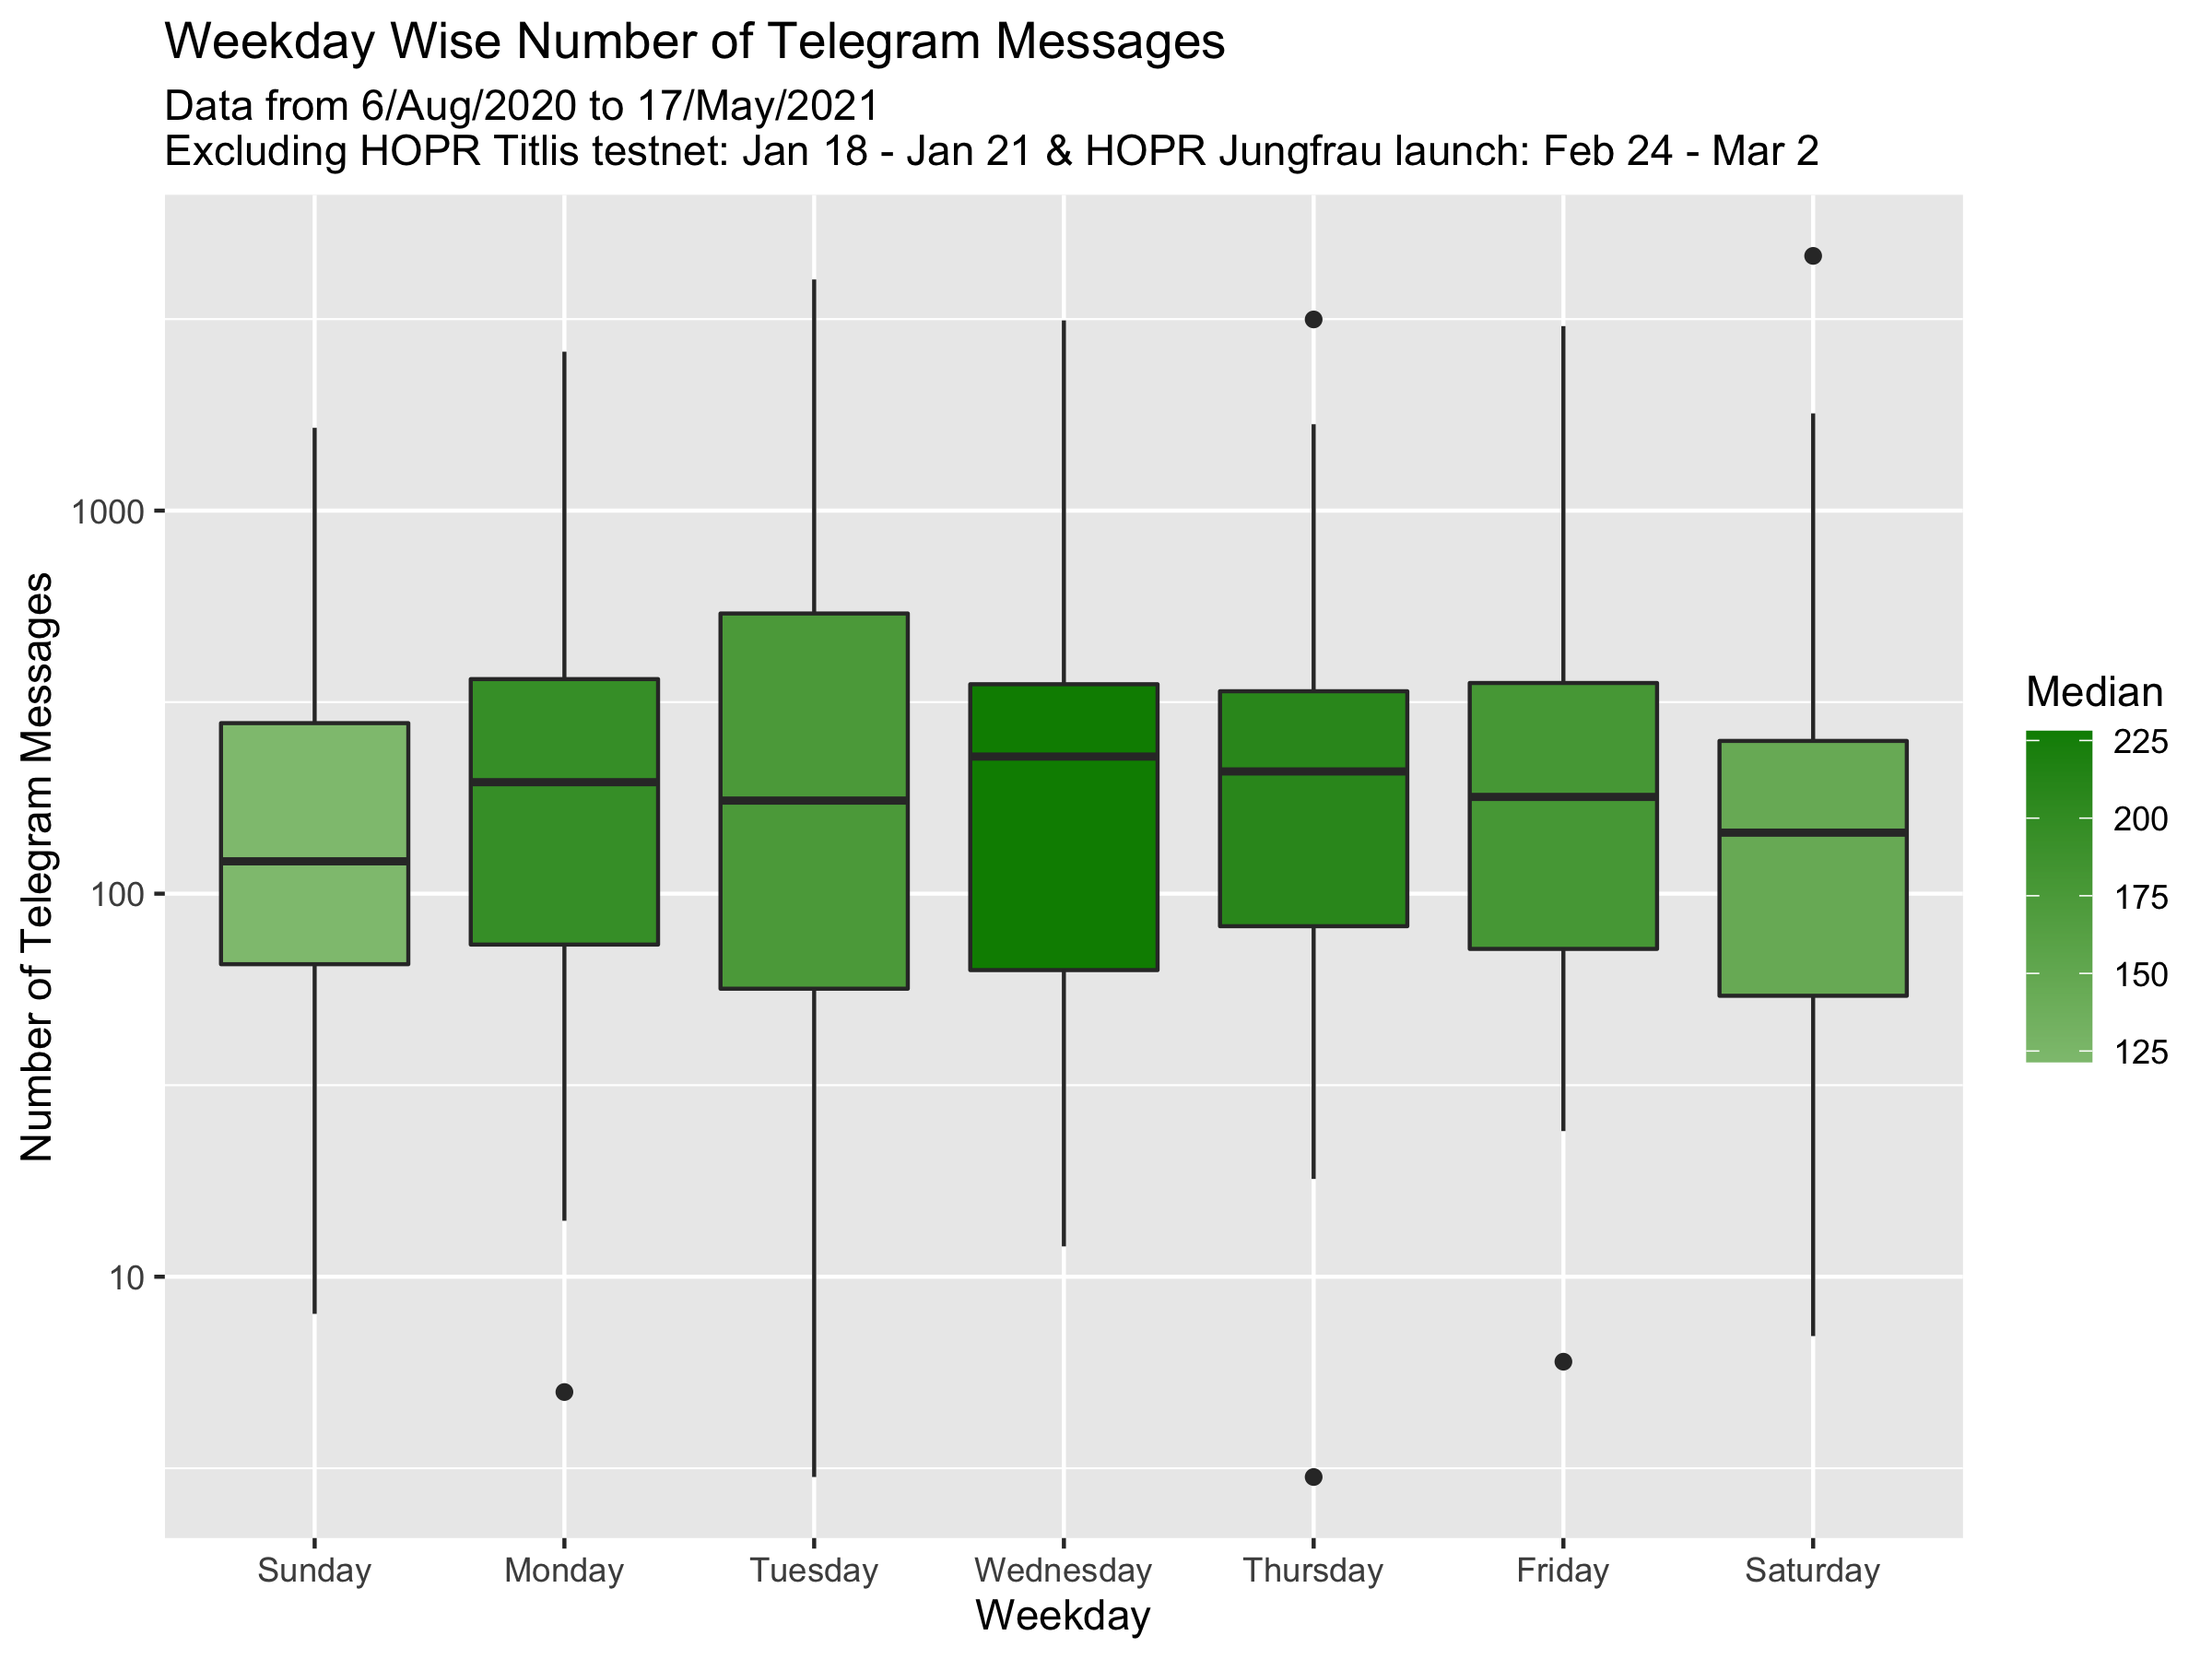 Weekday Wise Number of Telegram Messages
Data from 6/Aug/2020 to 17/May/2021
Excluding HOPR Titlis testnet: Jan 18 - Jan 21 & HOPR Jungfrau launch: Feb 24 - Mar 2
Number of Telegram Messages
1000
100
10
Sunday Monday Tuesday Wednesday Thursday Friday Saturday
Weekday
Median
225
200
175
150
125